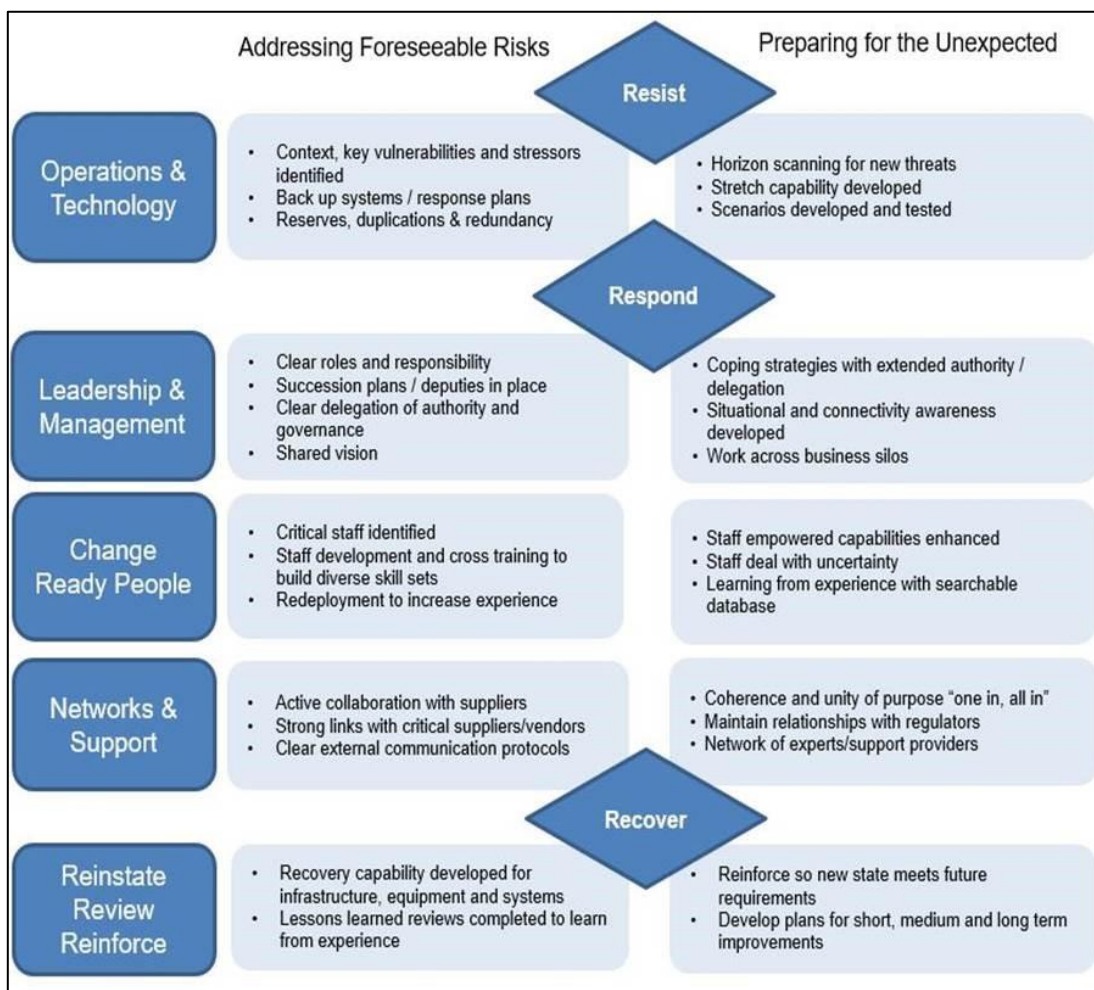 Addressing Foreseeable Risks
Preparing for the Unexpected
Resist
Operations &
Technology
• Context, key vulnerabilities and stressors
identified
• Back up systems / response plans
• Reserves, duplications & redundancy
• Horizon scanning for new threats
• Stretch capability developed
• Scenarios developed and tested
Respond
Leadership &
Management
• Clear roles and responsibility
• Succession plans / deputies in place
• Clear delegation of authority and
governance
• Shared vision
• Coping strategies with extended authority /
delegation
• Situational and connectivity awareness
developed
• Work across business silos
Change
Ready People
• Critical staff identified
• Staff development and cross training to
build diverse skill sets
• Redeployment to increase experience
• Staff empowered capabilities enhanced
• Staff deal with uncertainty
• Learning from experience with searchable
database
Networks &
Support
• Active collaboration with suppliers
• Strong links with critical suppliers/vendors
• Clear external communication protocols
• Coherence and unity of purpose “one in, all in”
• Maintain relationships with regulators
• Network of experts/support providers
Recover
Reinstate
Review
Reinforce
• Recovery capability developed for
infrastructure, equipment and systems
• Lessons learned reviews completed to learn
from experience
• Reinforce so new state meets future
requirements
• Develop plans for short, medium and long term
improvements